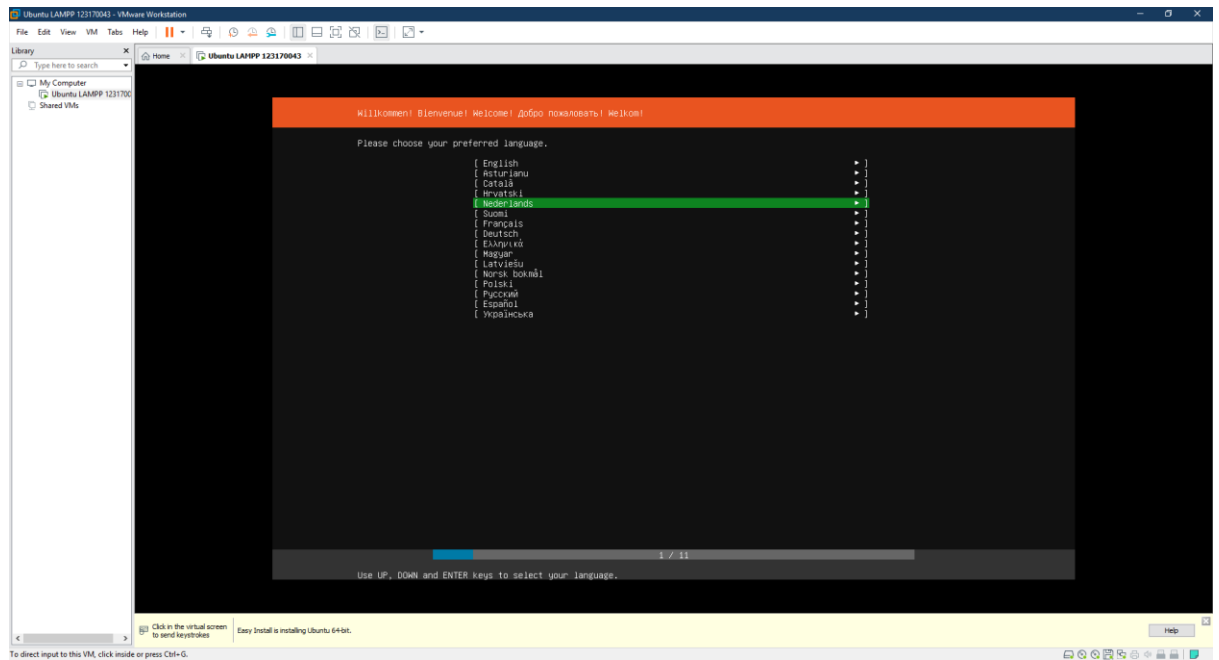 Ubuntu LAMPP 123170043 - VMware Workstation
File Edit View VM Tabs Help
Library
Type here to search
My Computer
Ubuntu LAMPP 1231700
Shared VMs
Home
Ubuntu LAMPP 123170043
Willkommen! Bienvenue! Welcome! Добро пожаловать! Welkom!
Please choose your preferred language.
[ English ► ]
[ Asturianu ► ]
[ Català ► ]
[ Hrvatski ► ]
[ Nederlands ► ]
[ Suomi ► ]
[ Français ► ]
[ Deutsch ► ]
[ Ελληνικά ► ]
[ Magyar ► ]
[ Latviešu ► ]
[ Norsk bokmål ► ]
[ Polski ► ]
[ Русский ► ]
[ Español ► ]
[ Українська ► ]
1 / 11
Use UP, DOWN and ENTER keys to select your language.
Click in the virtual screen
to send keystrokes
Easy Install is installing Ubuntu 64-bit.
Help
To direct input to this VM, click inside or press Ctrl+G.